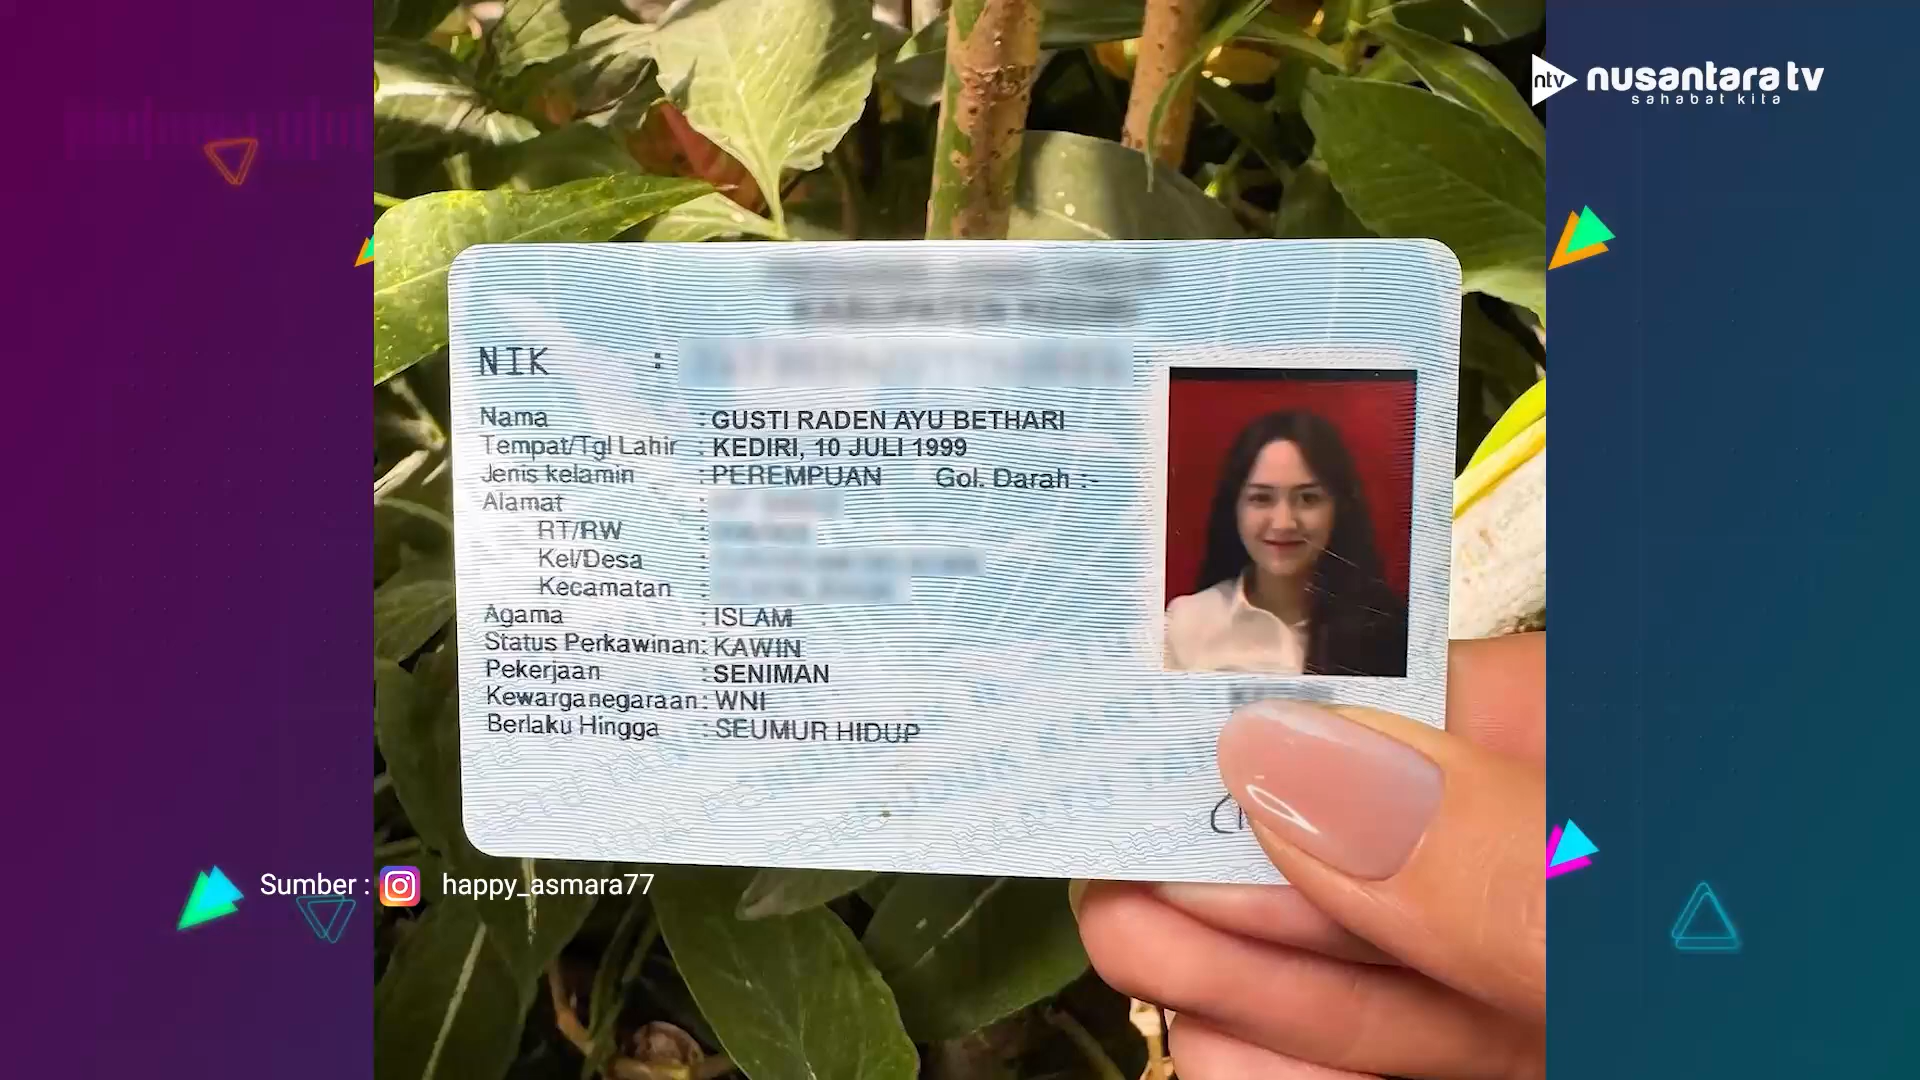 ntv nusantara tv
sahabat kita
NIK :
Nama : GUSTI RADEN AYU BETHARI
Tempat/Tgl Lahir : KEDIRI, 10 JULI 1999
Jenis kelamin : PEREMPUAN Gol. Darah :-
Alamat :
RT/RW :
Kel/Desa :
Kecamatan :
Agama : ISLAM
Status Perkawinan: KAWIN
Pekerjaan : SENIMAN
Kewarganegaraan: WNI
Berlaku Hingga : SEUMUR HIDUP
Sumber : happy_asmara77